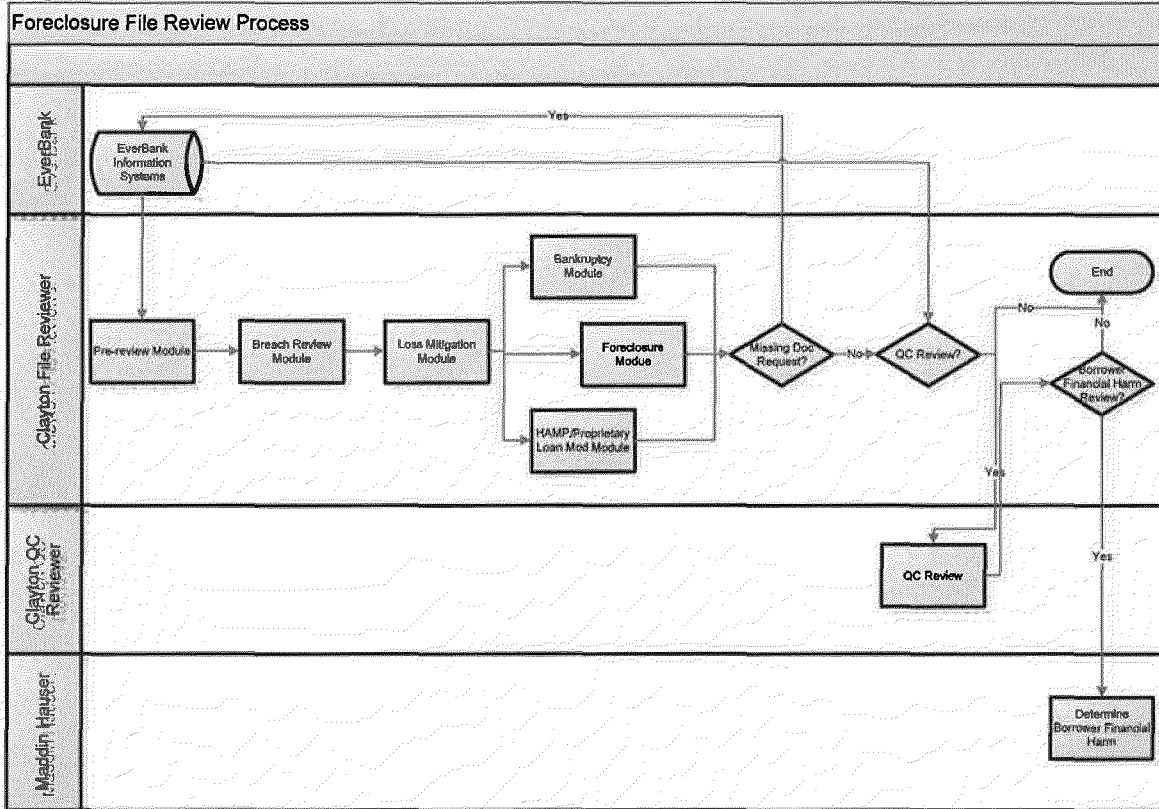 Foreclosure File Review Process
EverBank
Yes
EverBank
Information
Systems
Clayton File Reviewer
Pre-review Module
Breach Review
Module
Loss Mitigation
Module
Bankruptcy
Module
Foreclosure
Modue
HAMP/Proprietary
Loan Mod Module
Missing Doc
Request?
No
QC Review?
No
End
No
Borrower
Financial Harm
Review?
Yes
Yes
Clayton QC
Reviewer
QC Review
Maddin Hauser
Determine
Borrower Financial
Harm